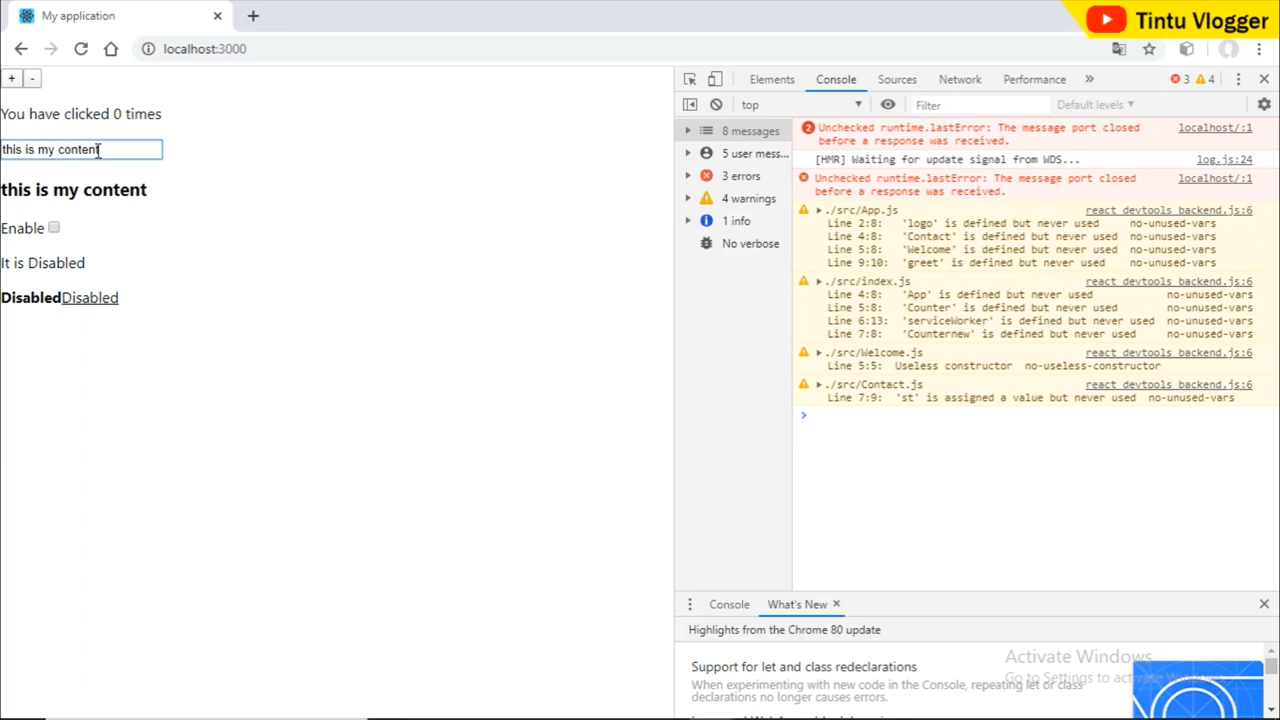 My application
Tintu Vlogger
localhost:3000
+ -
You have clicked 0 times
this is my content
this is my content
Enable
It is Disabled
DisabledDisabled
Elements Console Sources Network Performance » 3 4
top Filter Default levels
8 messages
5 user mess...
3 errors
4 warnings
1 info
No verbose
2 Unchecked runtime.lastError: The message port closed localhost/:1
before a response was received.
[HMR] Waiting for update signal from WDS... log.js:24
Unchecked runtime.lastError: The message port closed localhost/:1
before a response was received.
./src/App.js react_devtools_backend.js:6
Line 2:8: 'logo' is defined but never used no-unused-vars
Line 4:8: 'Contact' is defined but never used no-unused-vars
Line 5:8: 'Welcome' is defined but never used no-unused-vars
Line 9:10: 'greet' is defined but never used no-unused-vars
./src/index.js react_devtools_backend.js:6
Line 4:8: 'App' is defined but never used no-unused-vars
Line 5:8: 'Counter' is defined but never used no-unused-vars
Line 6:13: 'serviceWorker' is defined but never used no-unused-vars
Line 7:8: 'Counternew' is defined but never used no-unused-vars
./src/Welcome.js react_devtools_backend.js:6
Line 5:5: Useless constructor no-useless-constructor
./src/Contact.js react_devtools_backend.js:6
Line 7:9: 'st' is assigned a value but never used no-unused-vars
Console What's New
Highlights from the Chrome 80 update
Support for let and class redeclarations
When experimenting with new code in the Console, repeating let or class
declarations no longer causes errors.
Activate Windows
Go to Settings to activate Windows.